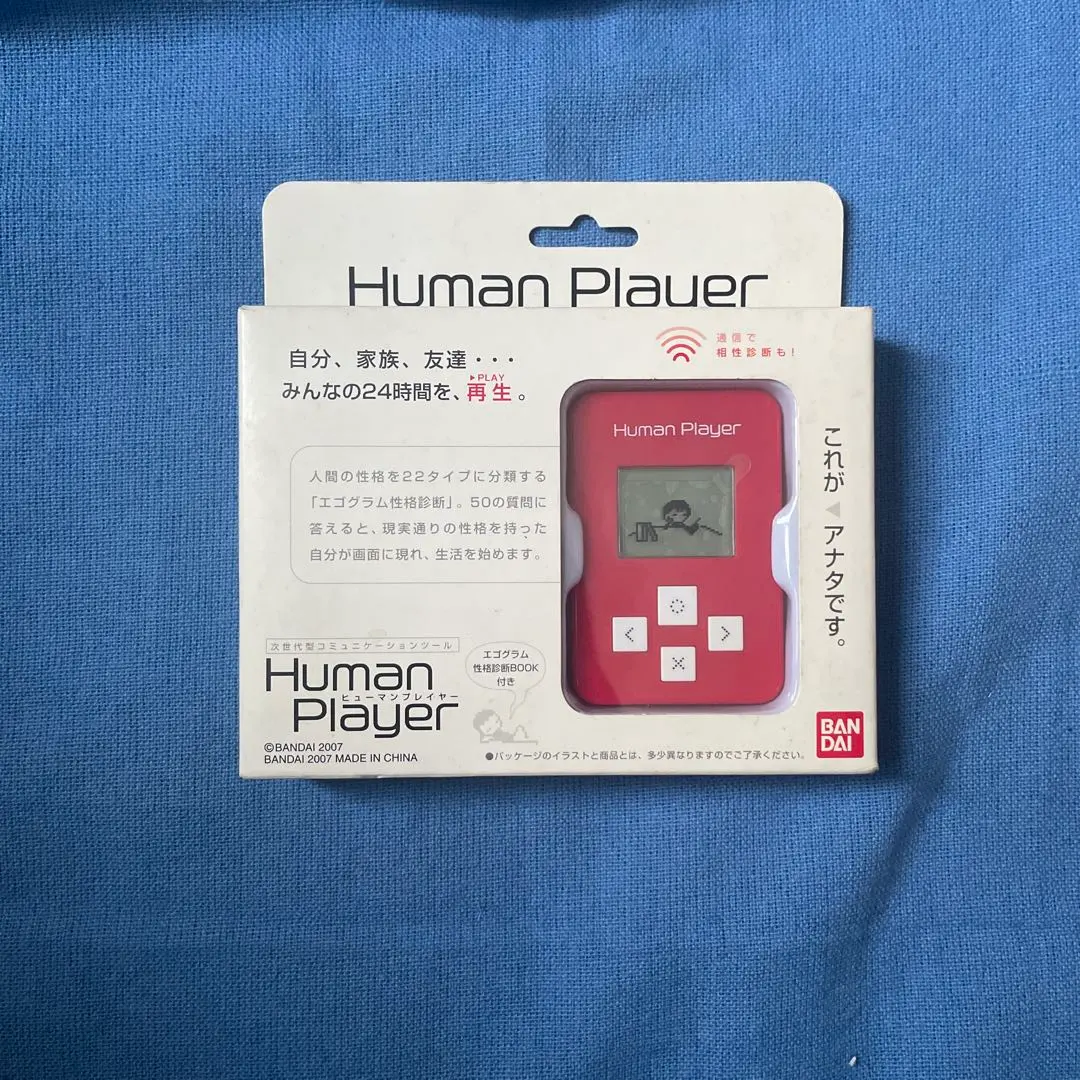 Human Player
自分、家族、友達・・・
▶PLAY
みんなの24時間を、再生。
通信で
相性診断も!
人間の性格を22タイプに分類する
「エゴグラム性格診断」。50の質問に
答えると、現実通りの性格を持った
自分が画面に現れ、生活を始めます。
Human Player
これが◀アナタです。
次世代型コミュニケーションツール
Human
ヒューマンプレイヤー
Player
エゴグラム
性格診断BOOK
付き
©BANDAI 2007
BANDAI 2007 MADE IN CHINA
●パッケージのイラストと商品とは、多少異なりますのでご了承ください。
BAN
DAI